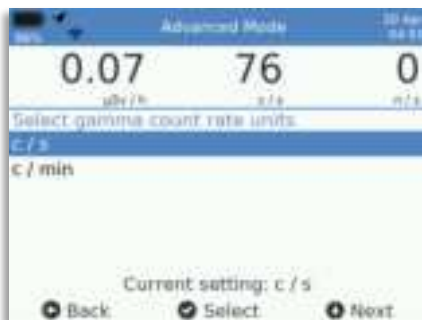 Advanced Mode
0.07 76 0
µSv / h c / s n / s
Select gamma count rate units
c / s
c / min
Current setting: c / s
Back Select Next